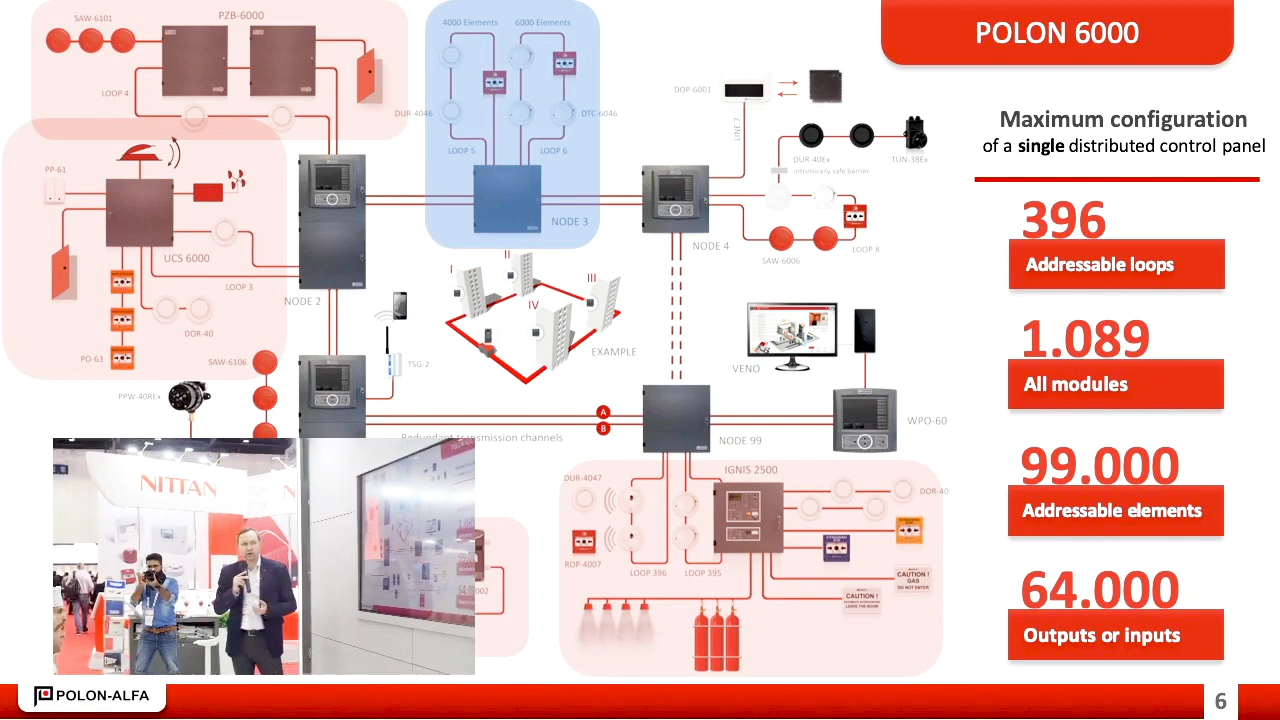 SAW-6101
PZB-6000
LOOP 4
4000 Elements
6000 Elements
DUR-4046
DTC-6046
LOOP 5
LOOP 6
NODE 3
POLON 6000
Maximum configuration
of a single distributed control panel
396
Addressable loops
1.089
All modules
99.000
Addressable elements
64.000
Outputs or inputs
DOP-6001
LINE 7
DUR-40Ex
TUN-38Ex
intrinsically safe barrier
NODE 4
SAW-6006
LOOP 8
PP-61
UCS 6000
LOOP 3
NODE 2
DOR-40
PO-63
SAW-6106
PPW-40REx
TSG-2
I
II
III
IV
EXAMPLE
VENO
WPO-60
A
B
Redundant transmission channels
NODE 99
IGNIS 2500
DUR-4047
DOR-40
ROP-4007
LOOP 396
LOOP 395
CAUTION !
GAS
DO NOT ENTER
CAUTION !
LEAVE THE ROOM
NITTAN
N
POLON-ALFA
6